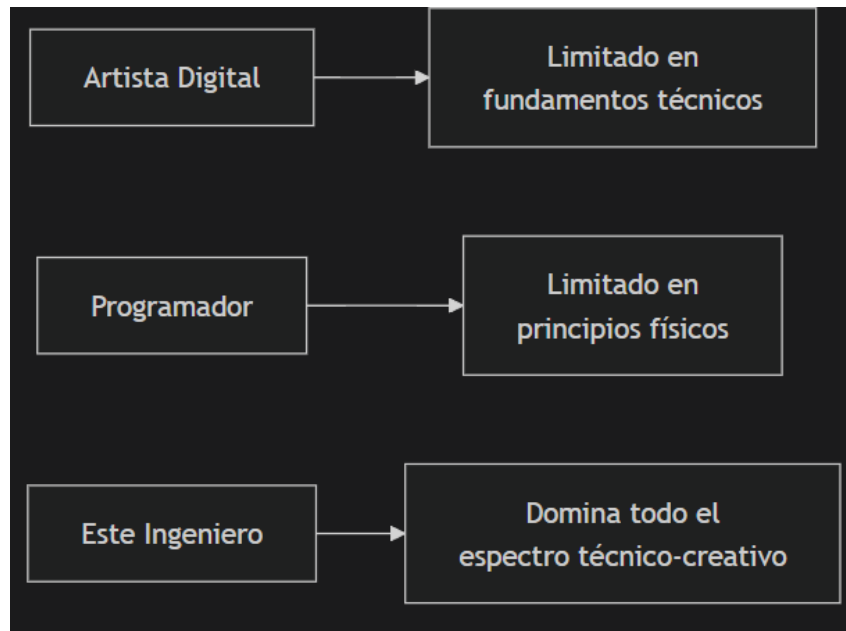 Artista Digital
Limitado en
fundamentos técnicos
Programador
Limitado en
principios físicos
Este Ingeniero
Domina todo el
espectro técnico-creativo